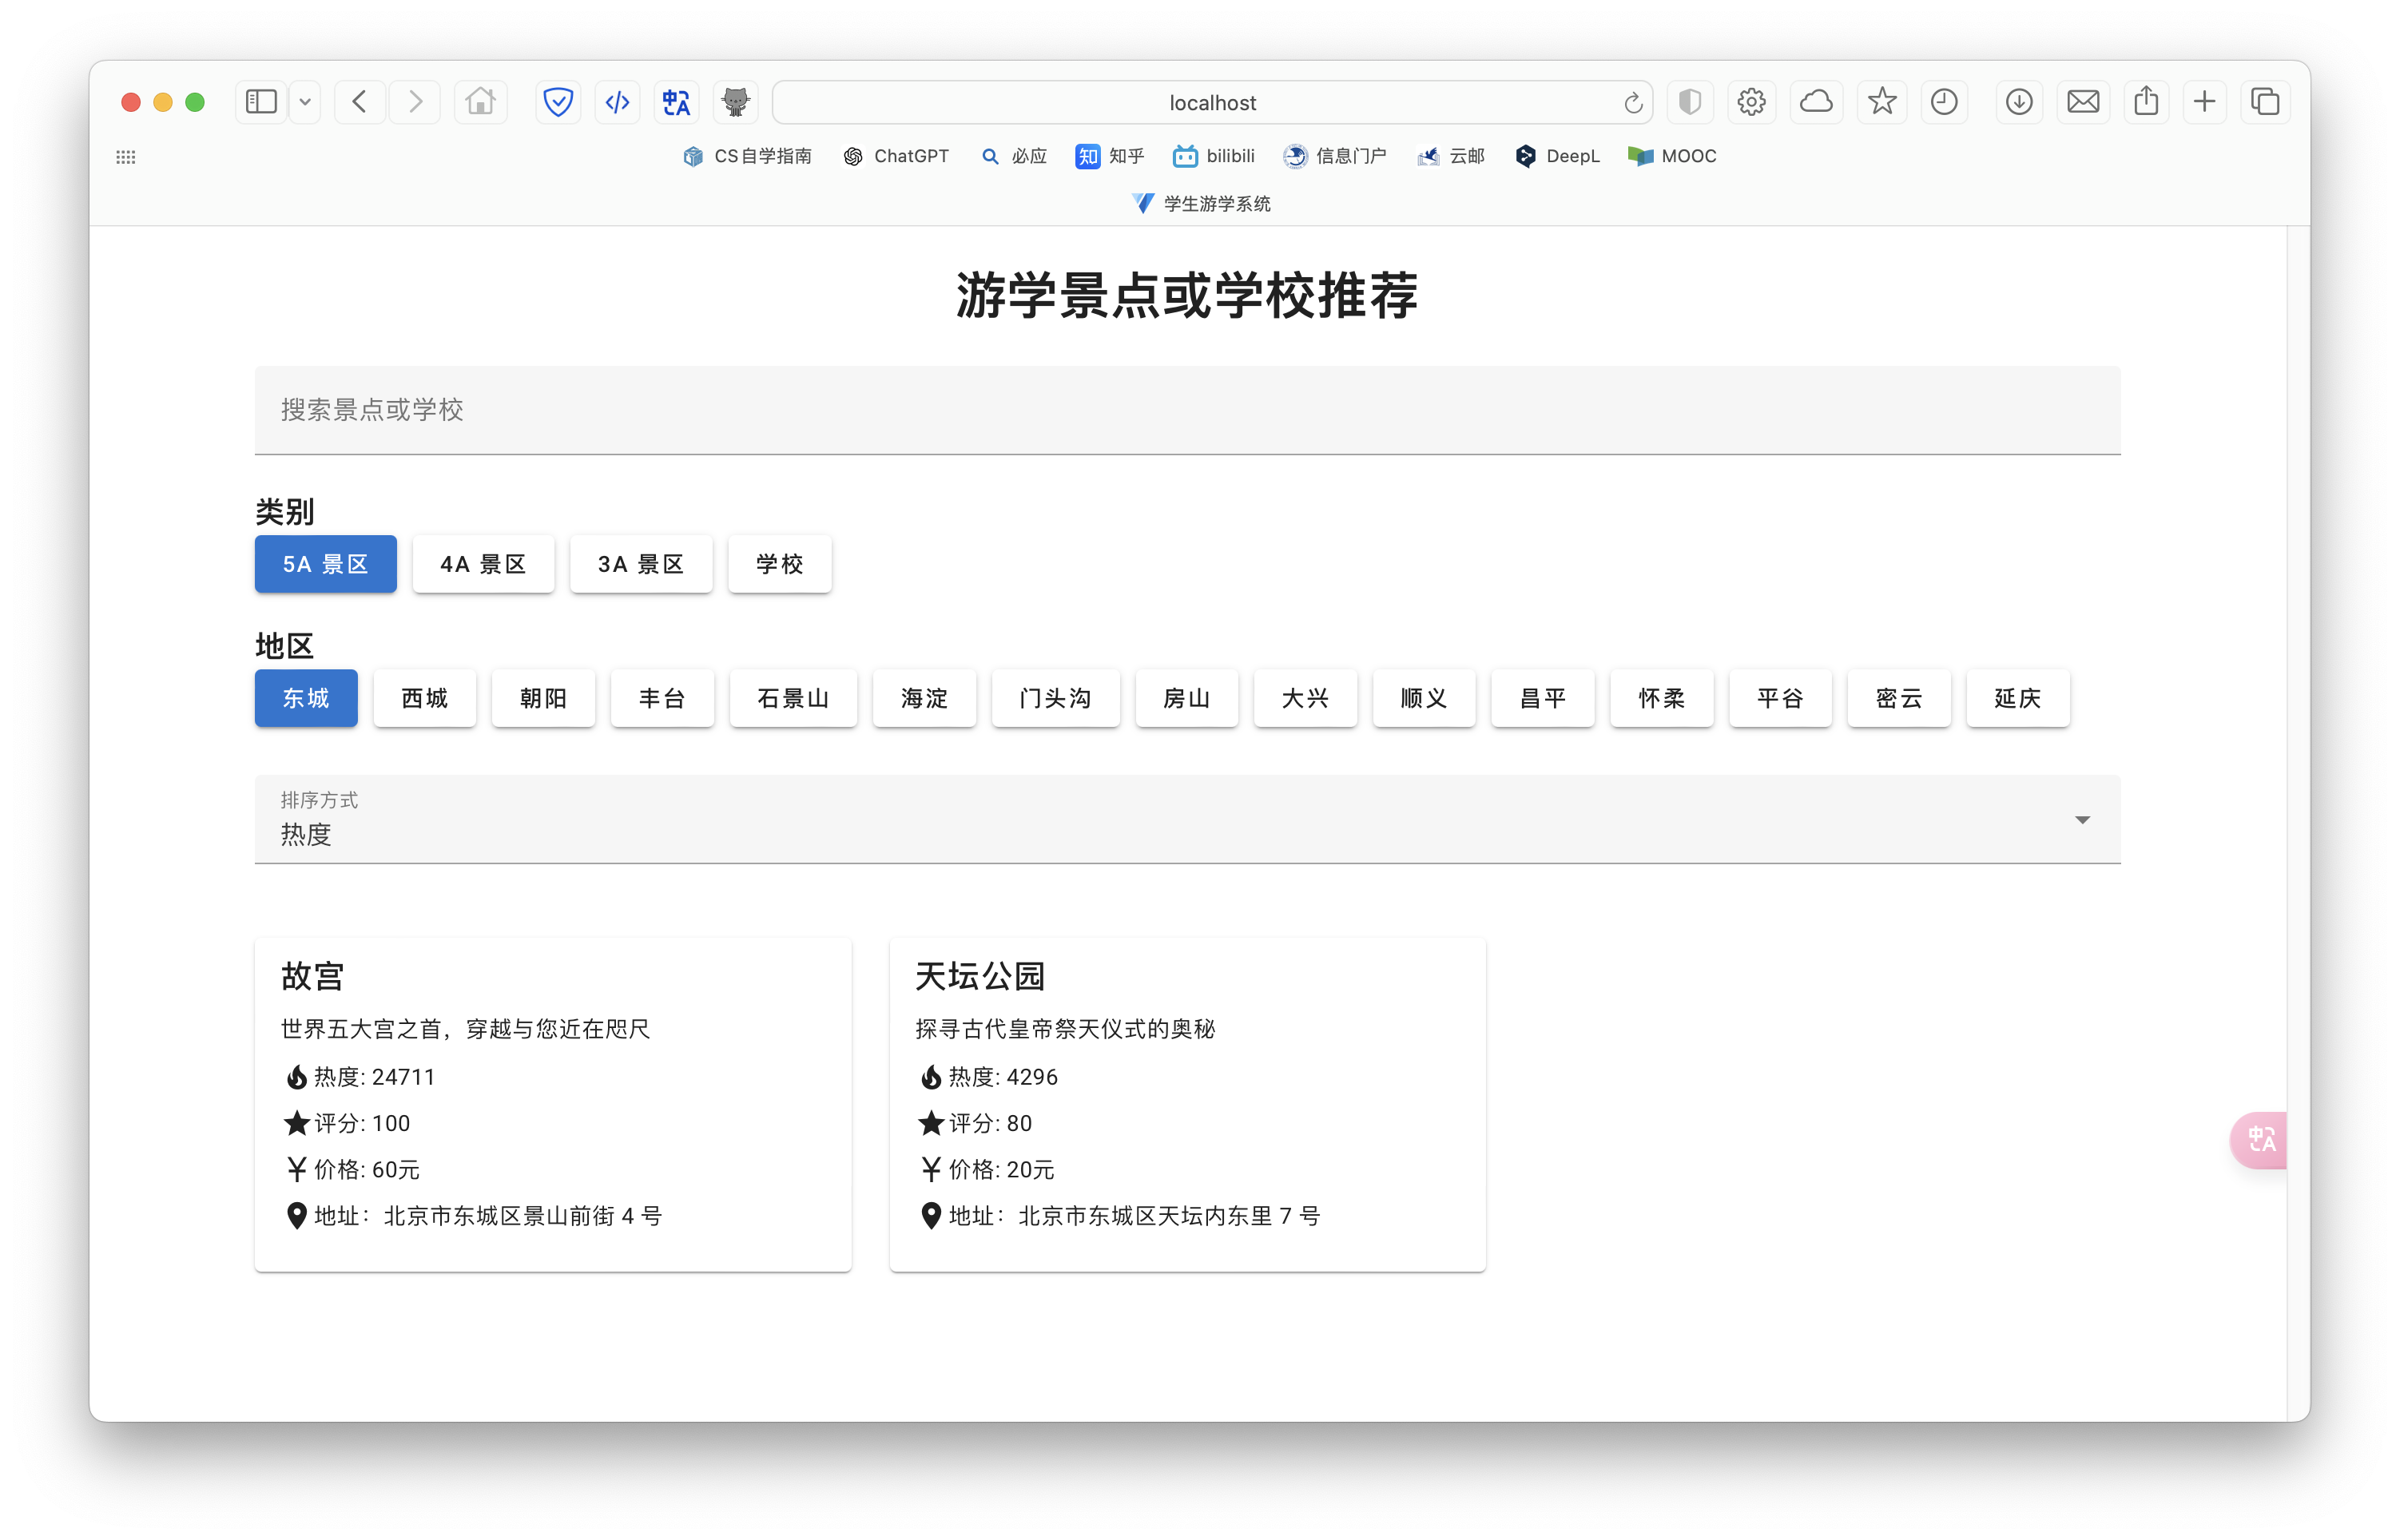 localhost
CS自学指南 ChatGPT 必应 知 知乎 bilibili 信息门户 云邮 DeepL MOOC
学生游学系统
游学景点或学校推荐
搜索景点或学校
类别
5A 景区 4A 景区 3A 景区 学校
地区
东城 西城 朝阳 丰台 石景山 海淀 门头沟 房山 大兴 顺义 昌平 怀柔 平谷 密云 延庆
排序方式
热度
故宫
世界五大宫之首，穿越与您近在咫尺
热度: 24711
评分: 100
价格: 60元
地址：北京市东城区景山前街 4 号
天坛公园
探寻古代皇帝祭天仪式的奥秘
热度: 4296
评分: 80
价格: 20元
地址：北京市东城区天坛内东里 7 号